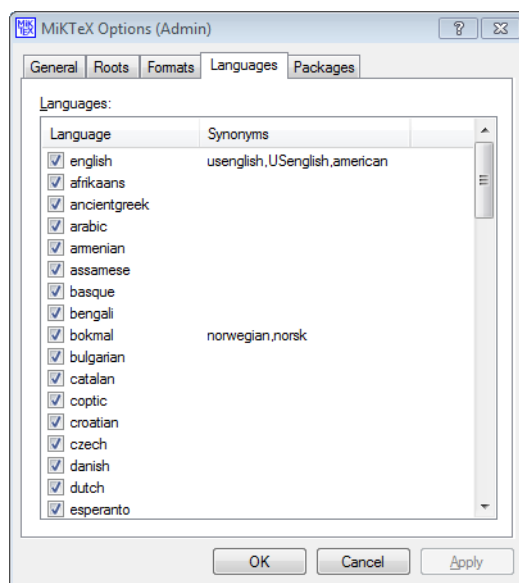 MiKTeX Options (Admin)
General Roots Formats Languages Packages
Languages:
Language Synonyms
english usenglish,USenglish,american
afrikaans
ancientgreek
arabic
armenian
assamese
basque
bengali
bokmal norwegian,norsk
bulgarian
catalan
coptic
croatian
czech
danish
dutch
esperanto
OK Cancel Apply